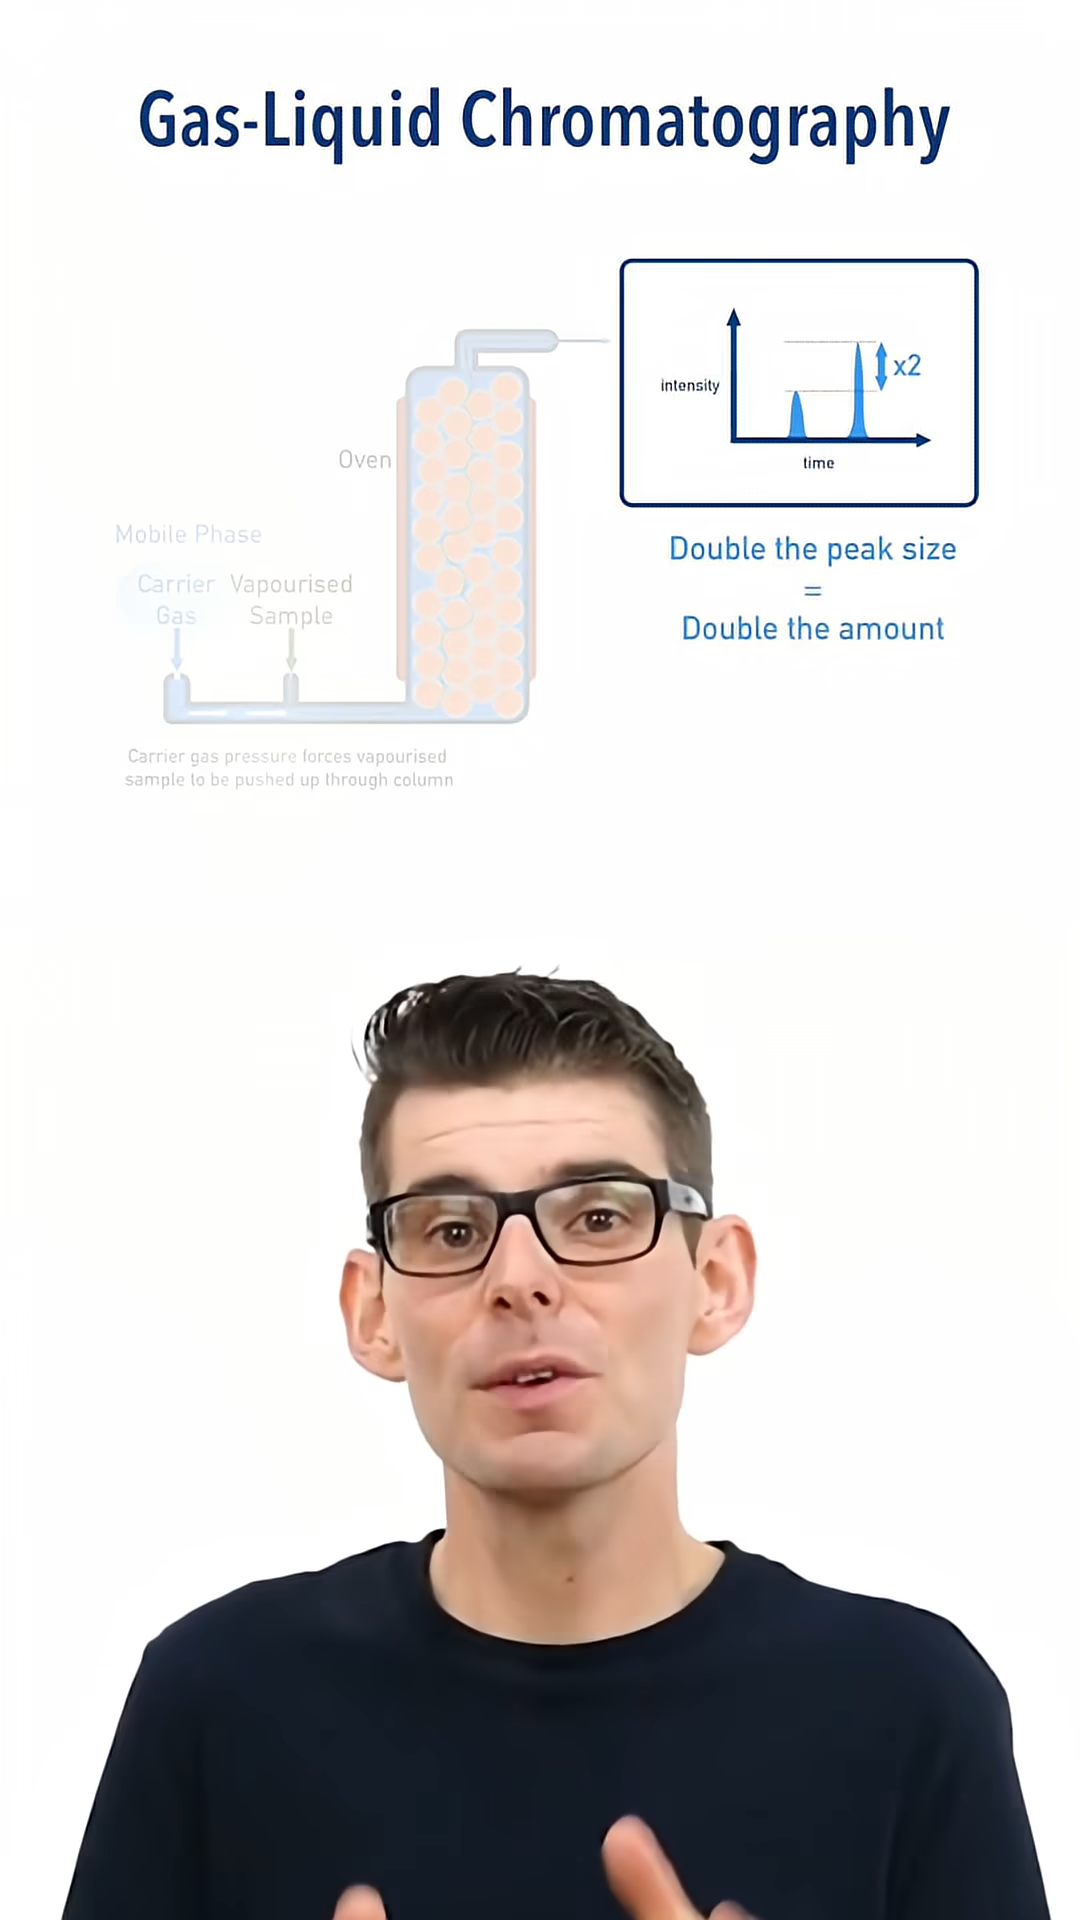 Gas-Liquid Chromatography
intensity
x2
time
Oven
Double the peak size
=
Double the amount
Mobile Phase
Carrier Gas
Vapourised Sample
Carrier gas pressure forces vapourised
sample to be pushed up through column